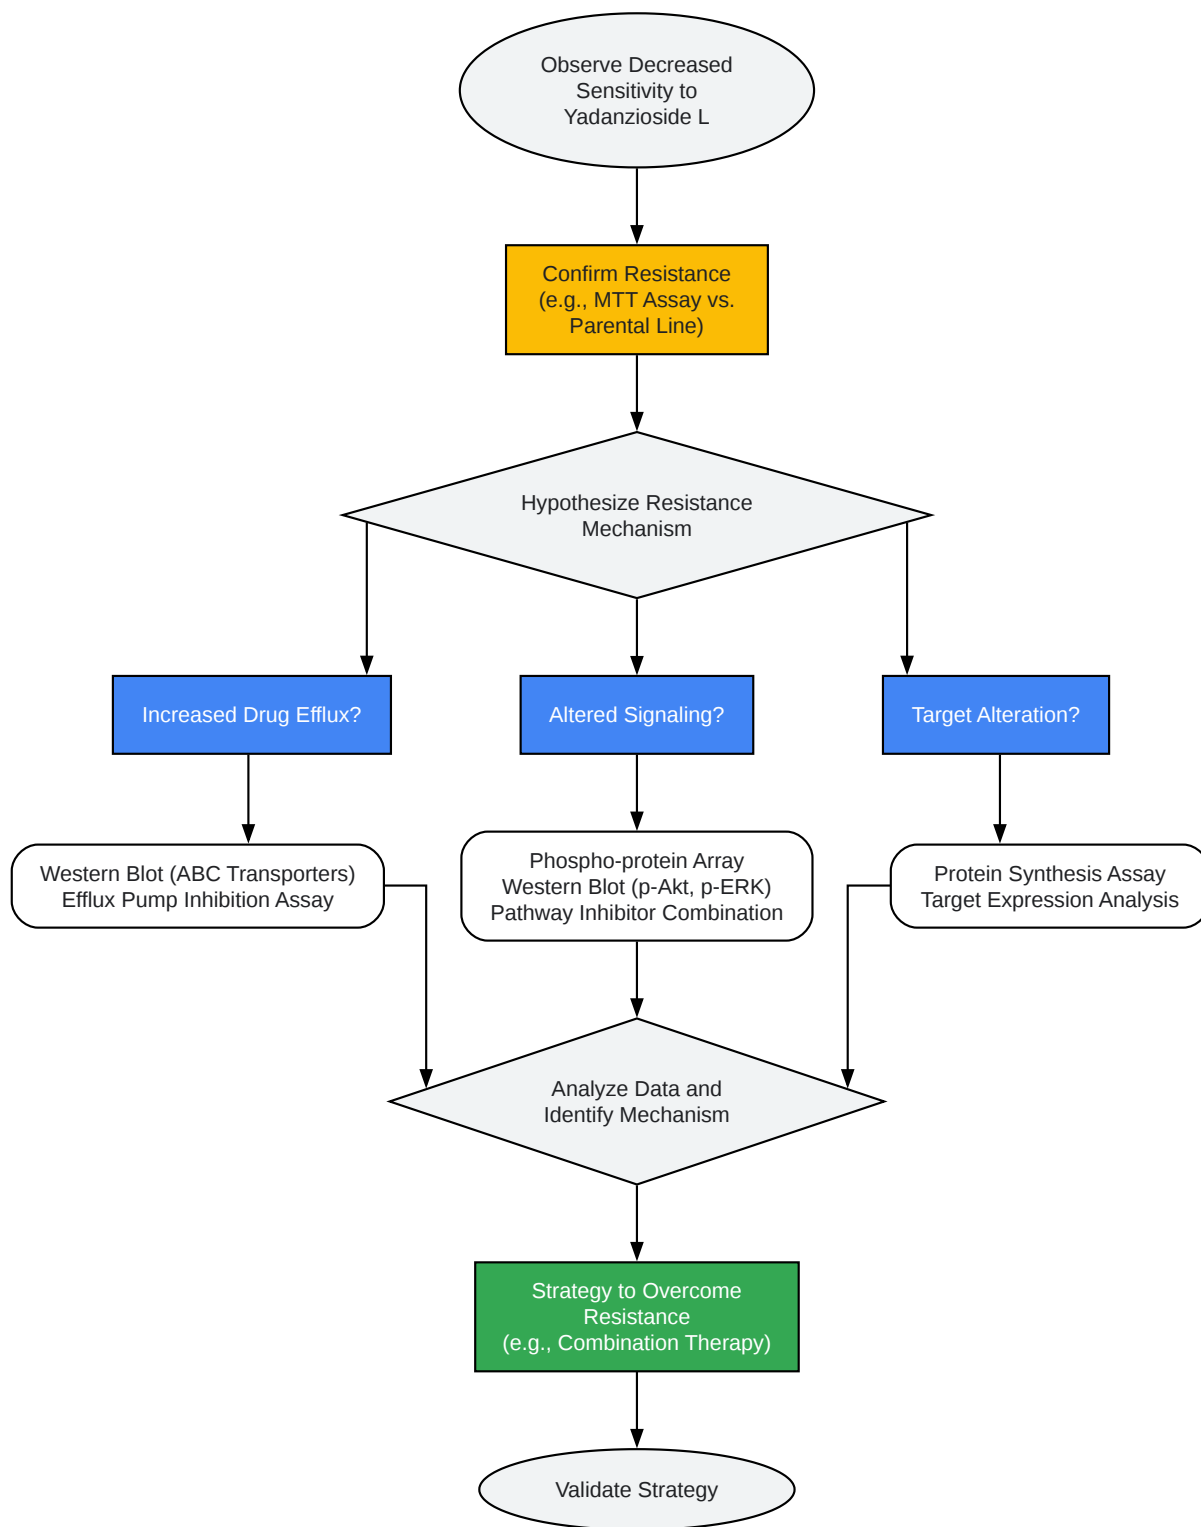 Observe Decreased
Sensitivity to
Yadanzioside L
Confirm Resistance
(e.g., MTT Assay vs.
Parental Line)
Hypothesize Resistance
Mechanism
Increased Drug Efflux?
Altered Signaling?
Target Alteration?
Western Blot (ABC Transporters)
Efflux Pump Inhibition Assay
Phospho-protein Array
Western Blot (p-Akt, p-ERK)
Pathway Inhibitor Combination
Protein Synthesis Assay
Target Expression Analysis
Analyze Data and
Identify Mechanism
Strategy to Overcome
Resistance
(e.g., Combination Therapy)
Validate Strategy